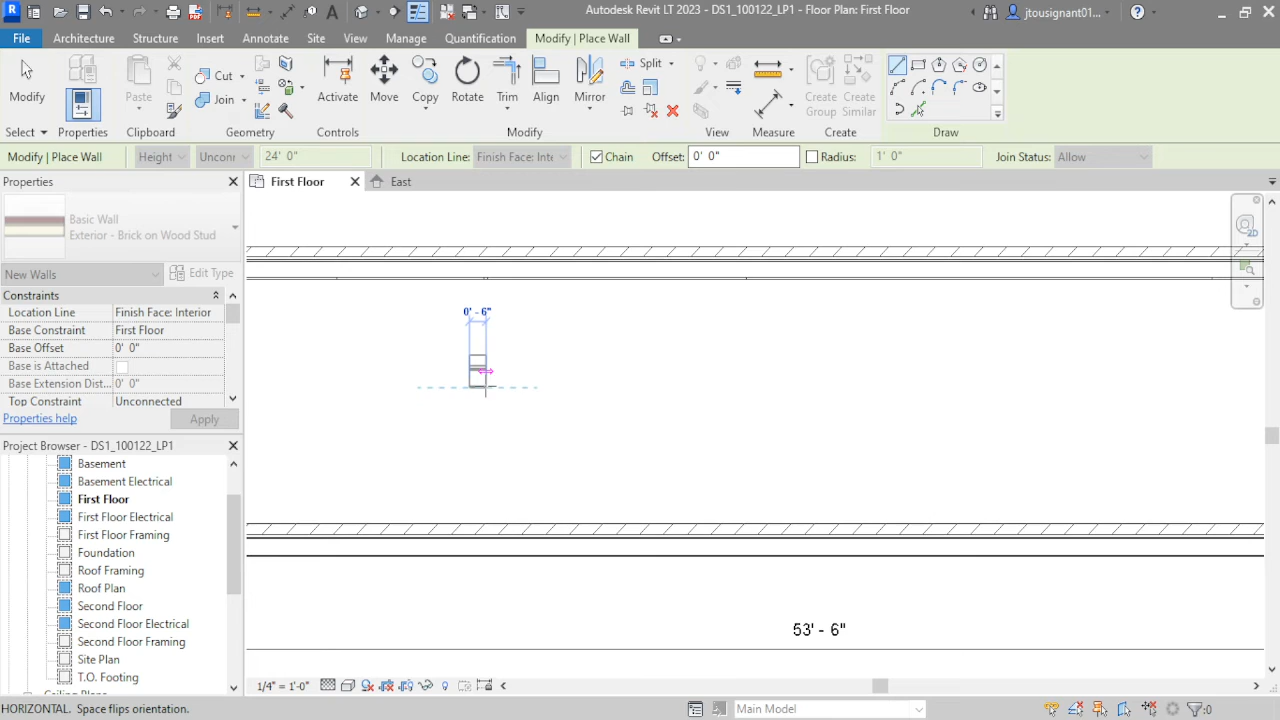 Autodesk Revit LT 2023 - DS1_100122_LP1 - Floor Plan: First Floor
jtousignant01...
File Architecture Structure Insert Annotate Site View Manage Quantification Modify | Place Wall
Modify Properties Paste Cut Join Activate Move Copy Rotate Trim Align Mirror Split Create Group Create Similar
Select Properties Clipboard Geometry Controls Modify View Measure Create Draw
Modify | Place Wall Height Uncon 24' 0" Location Line: Finish Face: Inte Chain Offset: 0' 0" Radius: 1' 0" Join Status: Allow
Properties
First Floor East
Basic Wall
Exterior - Brick on Wood Stud
New Walls Edit Type
Constraints
Location Line Finish Face: Interior
Base Constraint First Floor
Base Offset 0' 0"
Base is Attached
Base Extension Dist...
0' 0"
Top Constraint Unconnected
Properties help Apply
Project Browser - DS1_100122_LP1
Basement
Basement Electrical
First Floor
First Floor Electrical
First Floor Framing
Foundation
Roof Framing
Roof Plan
Second Floor
Second Floor Electrical
Second Floor Framing
Site Plan
T.O. Footing
2D
0' - 6"
53' - 6"
1/4" = 1'-0"
HORIZONTAL. Space flips orientation.
Main Model
:0